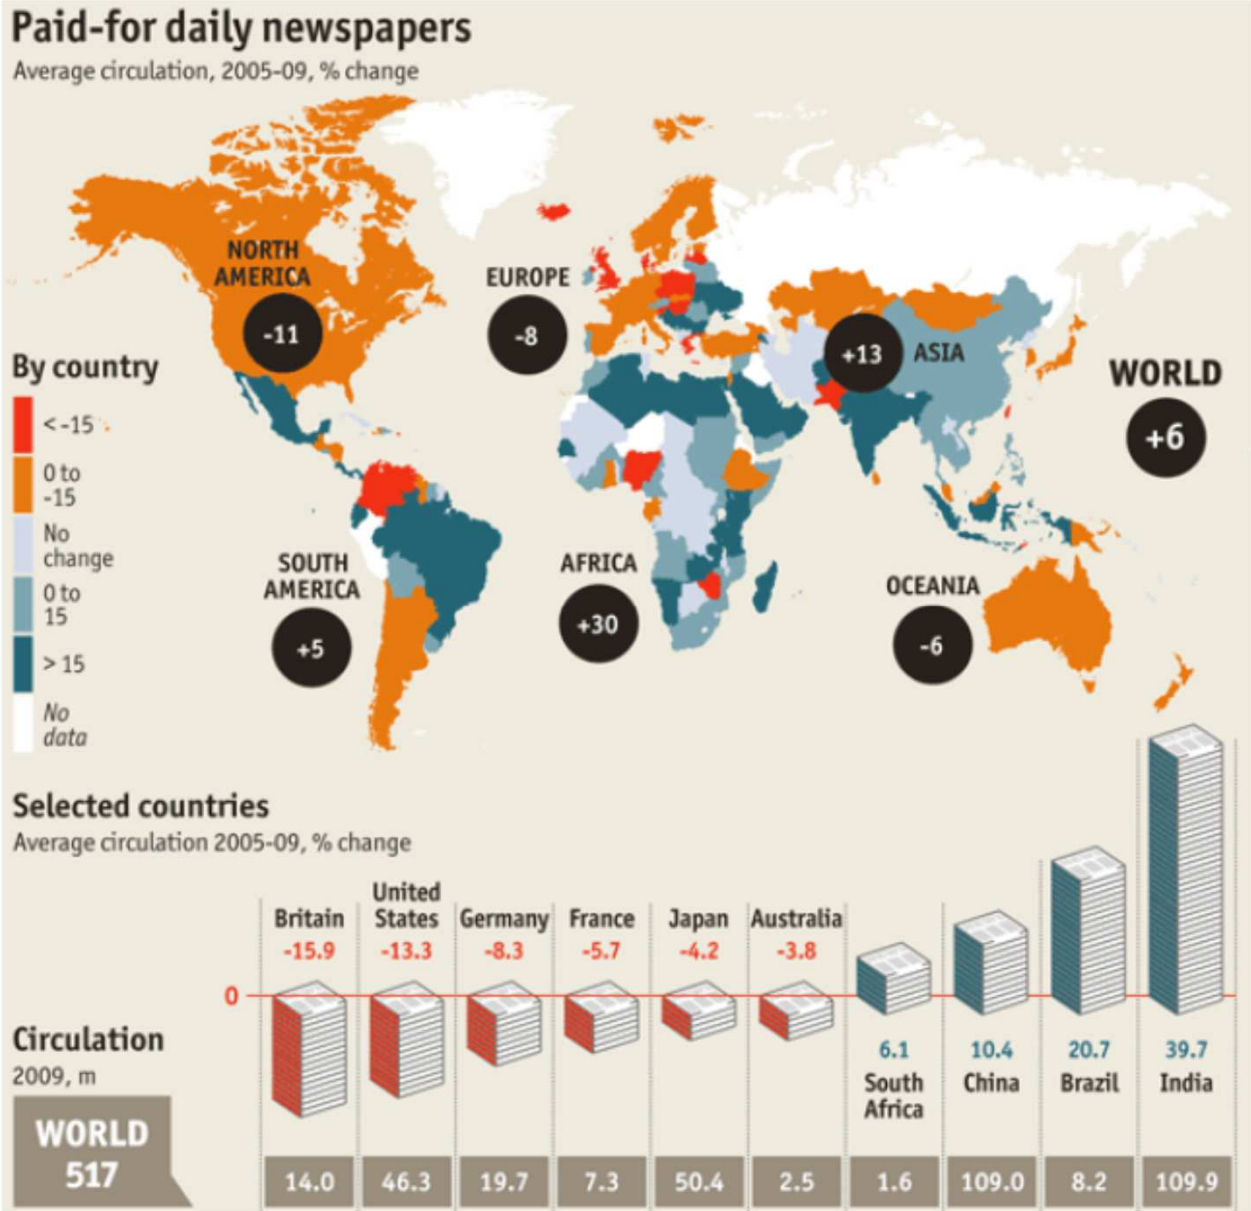 Paid-for daily newspapers
Average circulation, 2005-09, % change
NORTH
AMERICA
-11
EUROPE
-8
+13
ASIA
WORLD
+6
By country
< -15
0 to
-15
No
change
0 to
15
> 15
No
data
SOUTH
AMERICA
+5
AFRICA
+30
OCEANIA
-6
Selected countries
Average circulation 2005-09, % change
Britain
-15.9
United
States
-13.3
Germany
-8.3
France
-5.7
Japan
-4.2
Australia
-3.8
0
6.1
South
Africa
10.4
China
20.7
Brazil
39.7
India
Circulation
2009, m
WORLD
517
14.0 46.3 19.7 7.3 50.4 2.5 1.6 109.0 8.2 109.9